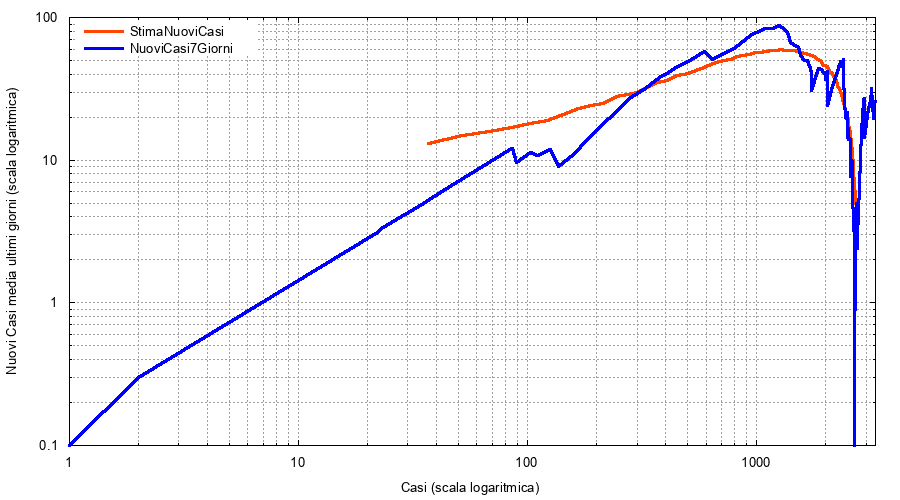 100
StimaNuoviCasi
NuoviCasi7Giorni
10
1
0.1
Nuovi Casi media ultimi giorni (scala logaritmica)
1 10 100 1000
Casi (scala logaritmica)